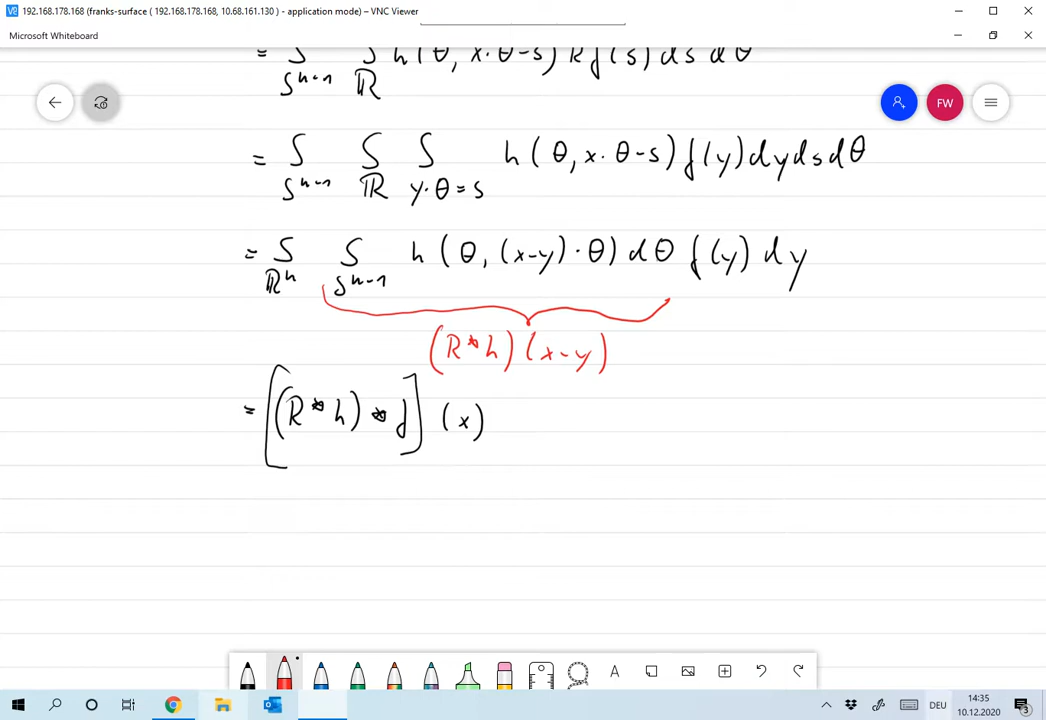 192.168.178.168 (franks-surface ( 192.168.178.168, 10.68.161.130 ) - application mode) - VNC Viewer
Microsoft Whiteboard
= ∫_{S^{n-1}} ∫_ℝ h(θ, x·θ-s) R f(s) ds dθ
FW
= ∫_{S^{n-1}} ∫_ℝ ∫_{y·θ=s} h(θ, x·θ-s) f(y) dy ds dθ
= ∫_{ℝ^n} ∫_{S^{n-1}} h(θ, (x-y)·θ) dθ f(y) dy
(R*h)(x-y)
= [(R*h) * f] (x)
A
DEU
14:35
10.12.2020
3